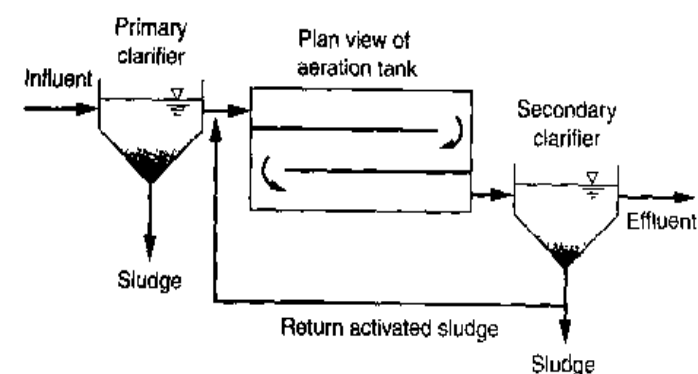 Primary
clarifier
Plan view of
aeration tank
Influent
Secondary
clarifier
Effluent
Sludge
Return activated sludge
Sludge